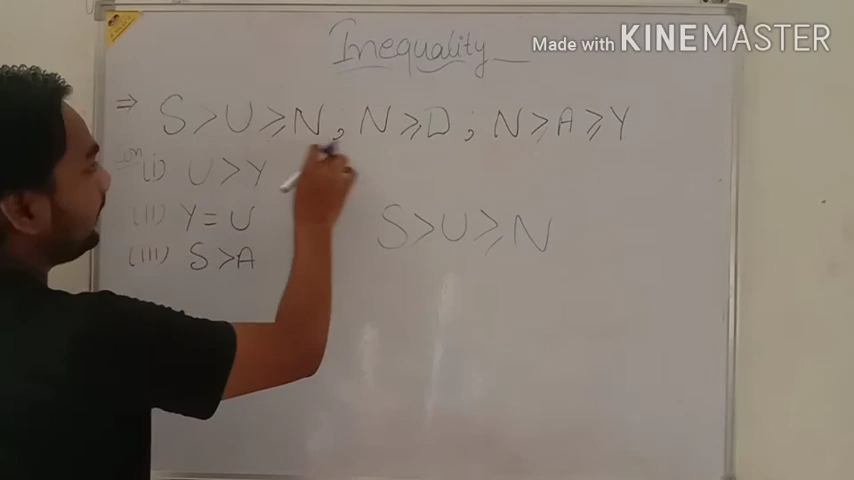 Inequality
Made with KINEMASTER
⇒ S > U ≥ N ; N ≥ D ; N ≥ A ≥ Y
(I) U > Y
(II) Y = U
(III) S > A
S > U ≥ N